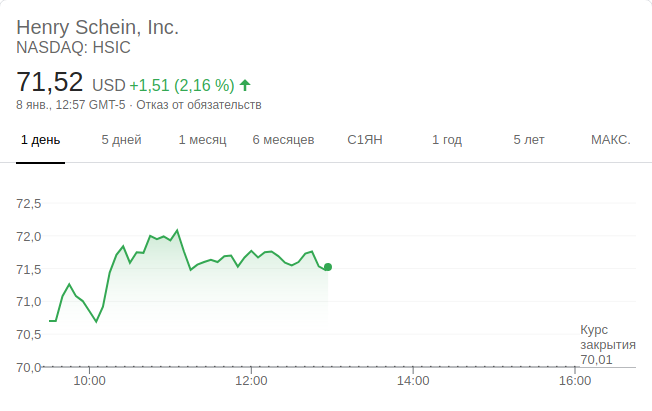 Henry Schein, Inc.
NASDAQ: HSIC
71,52 USD +1,51 (2,16 %)
8 янв., 12:57 GMT-5 · Отказ от обязательств
1 день 5 дней 1 месяц 6 месяцев С1ЯН 1 год 5 лет МАКС.
72,5
72,0
71,5
71,0
70,5
70,0
Курс
закрытия
70,01
10:00 12:00 14:00 16:00